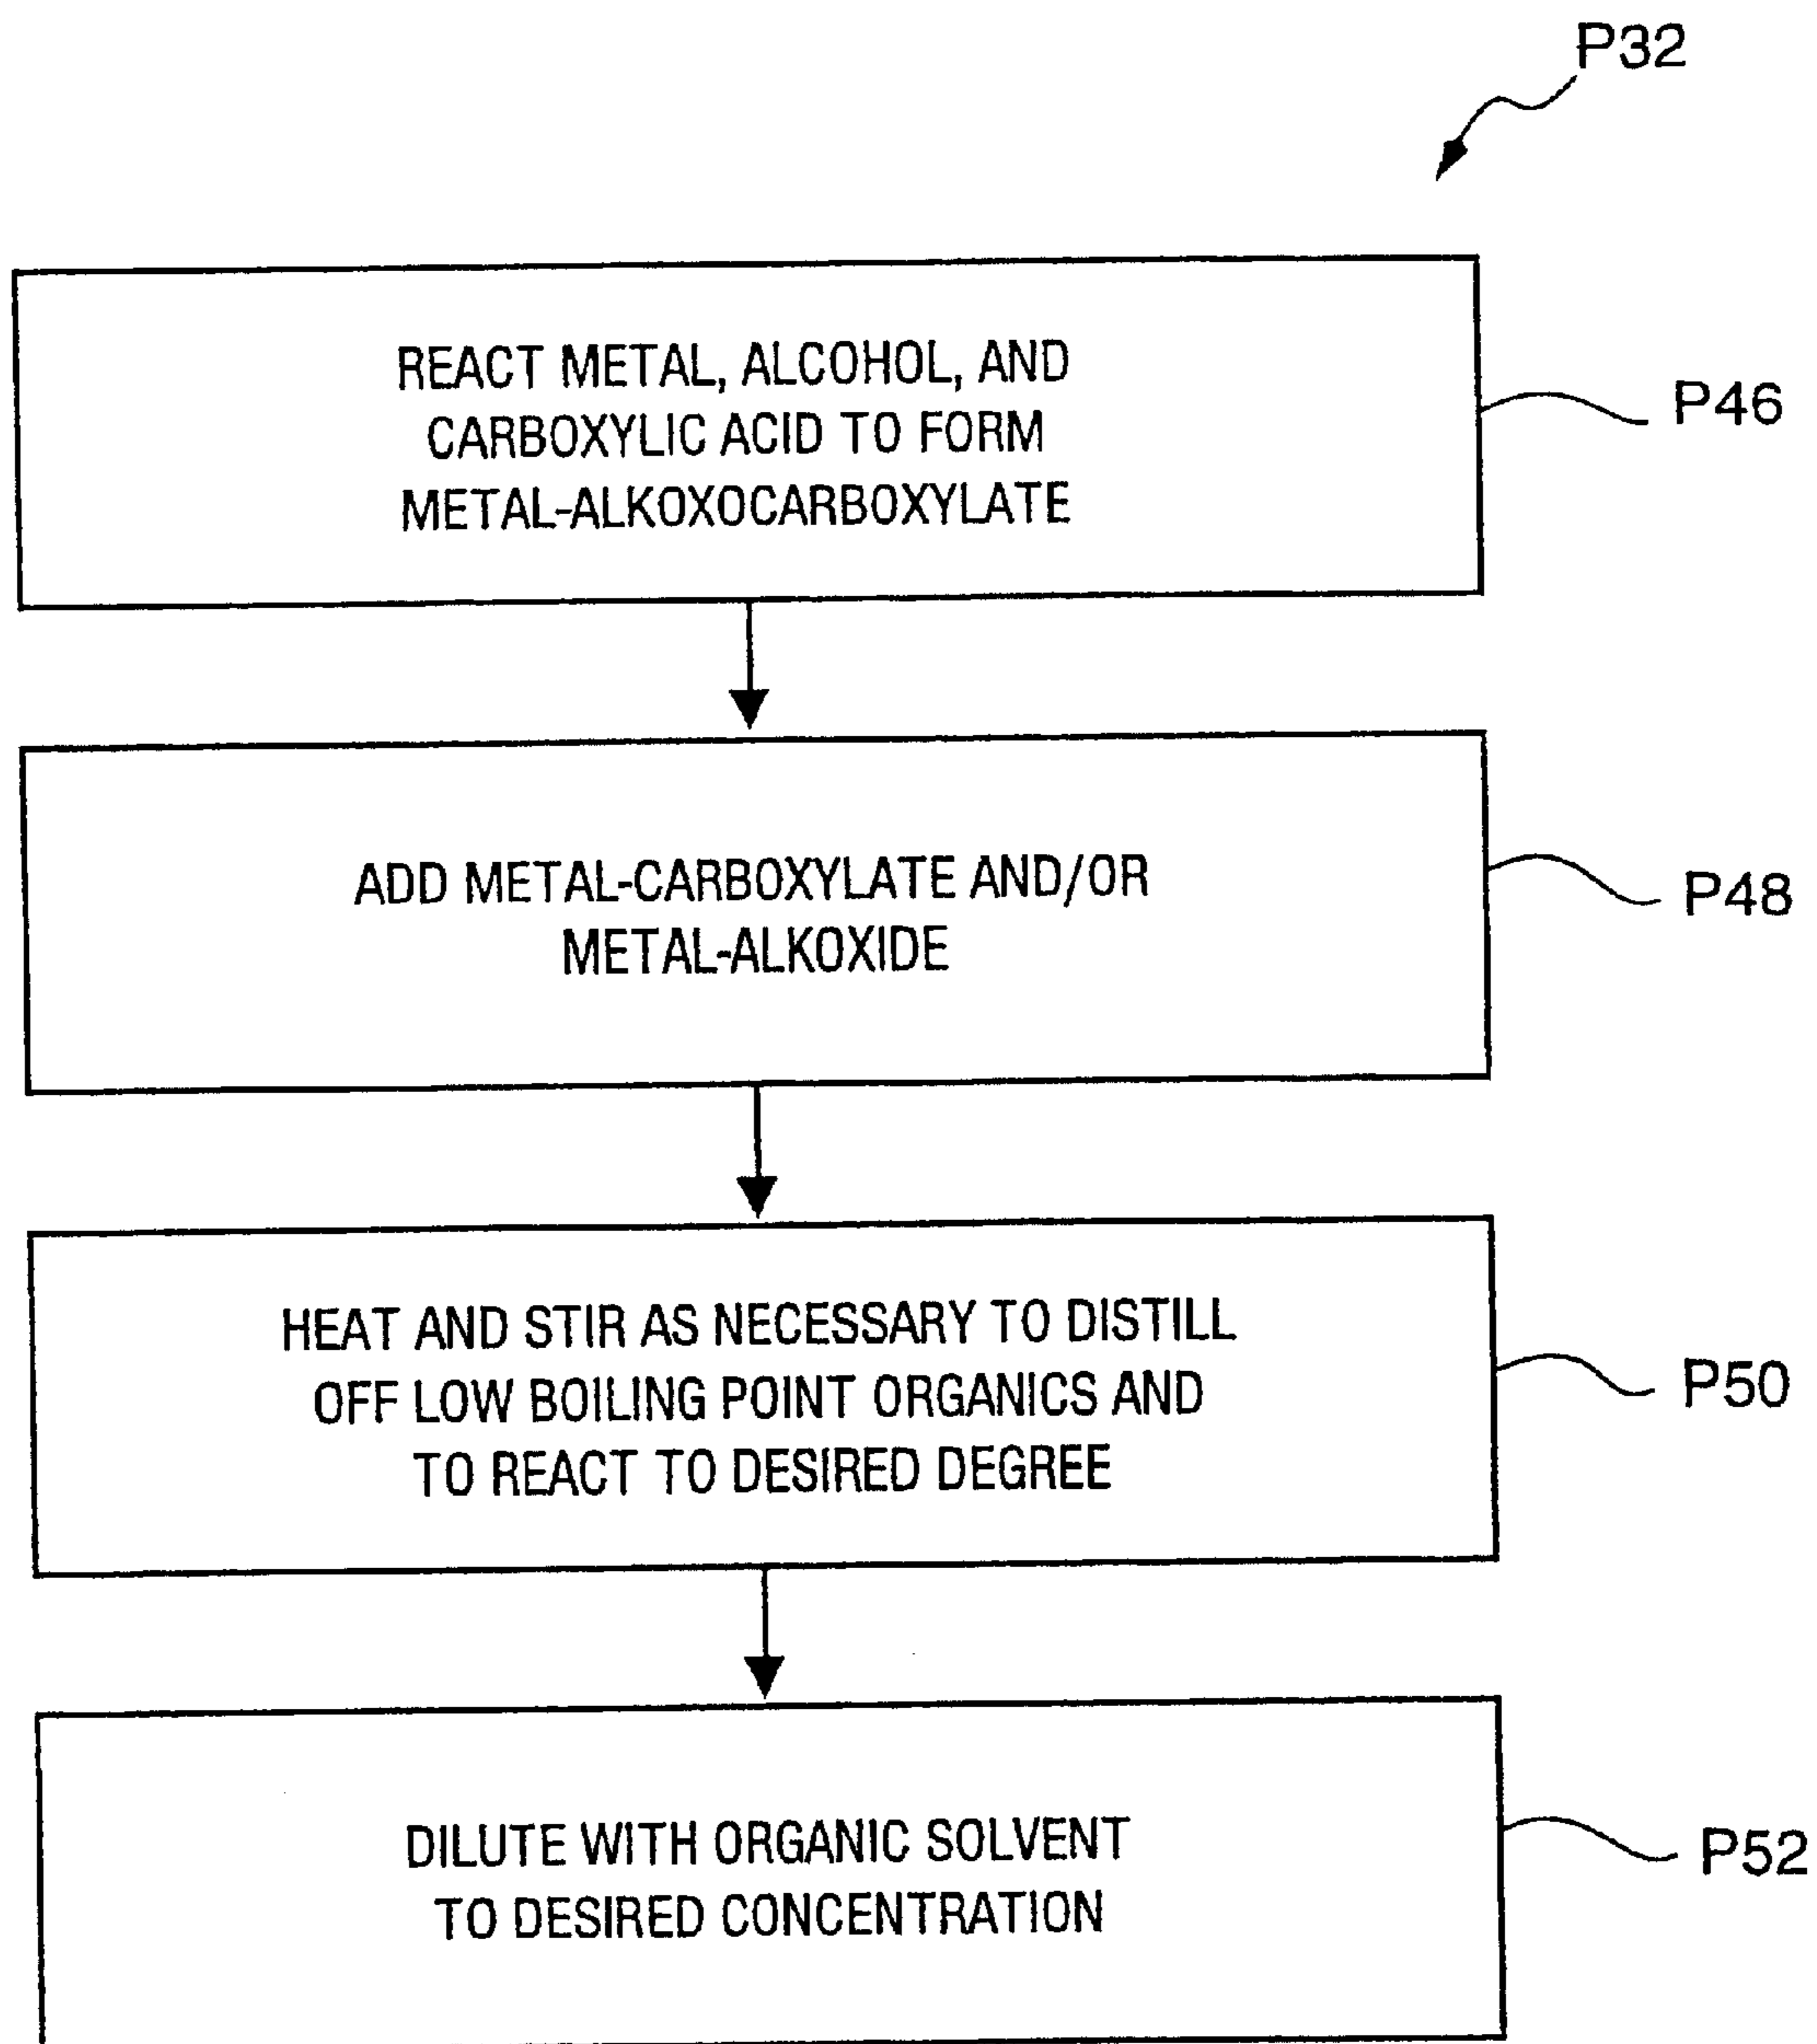 P32
REACT METAL, ALCOHOL, AND
CARBOXYLIC ACID TO FORM
METAL-ALKOXOCARBOXYLATE
P46
ADD METAL-CARBOXYLATE AND/OR
METAL-ALKOXIDE
P48
HEAT AND STIR AS NECESSARY TO DISTILL
OFF LOW BOILING POINT ORGANICS AND
TO REACT TO DESIRED DEGREE
P50
DILUTE WITH ORGANIC SOLVENT
TO DESIRED CONCENTRATION
P52